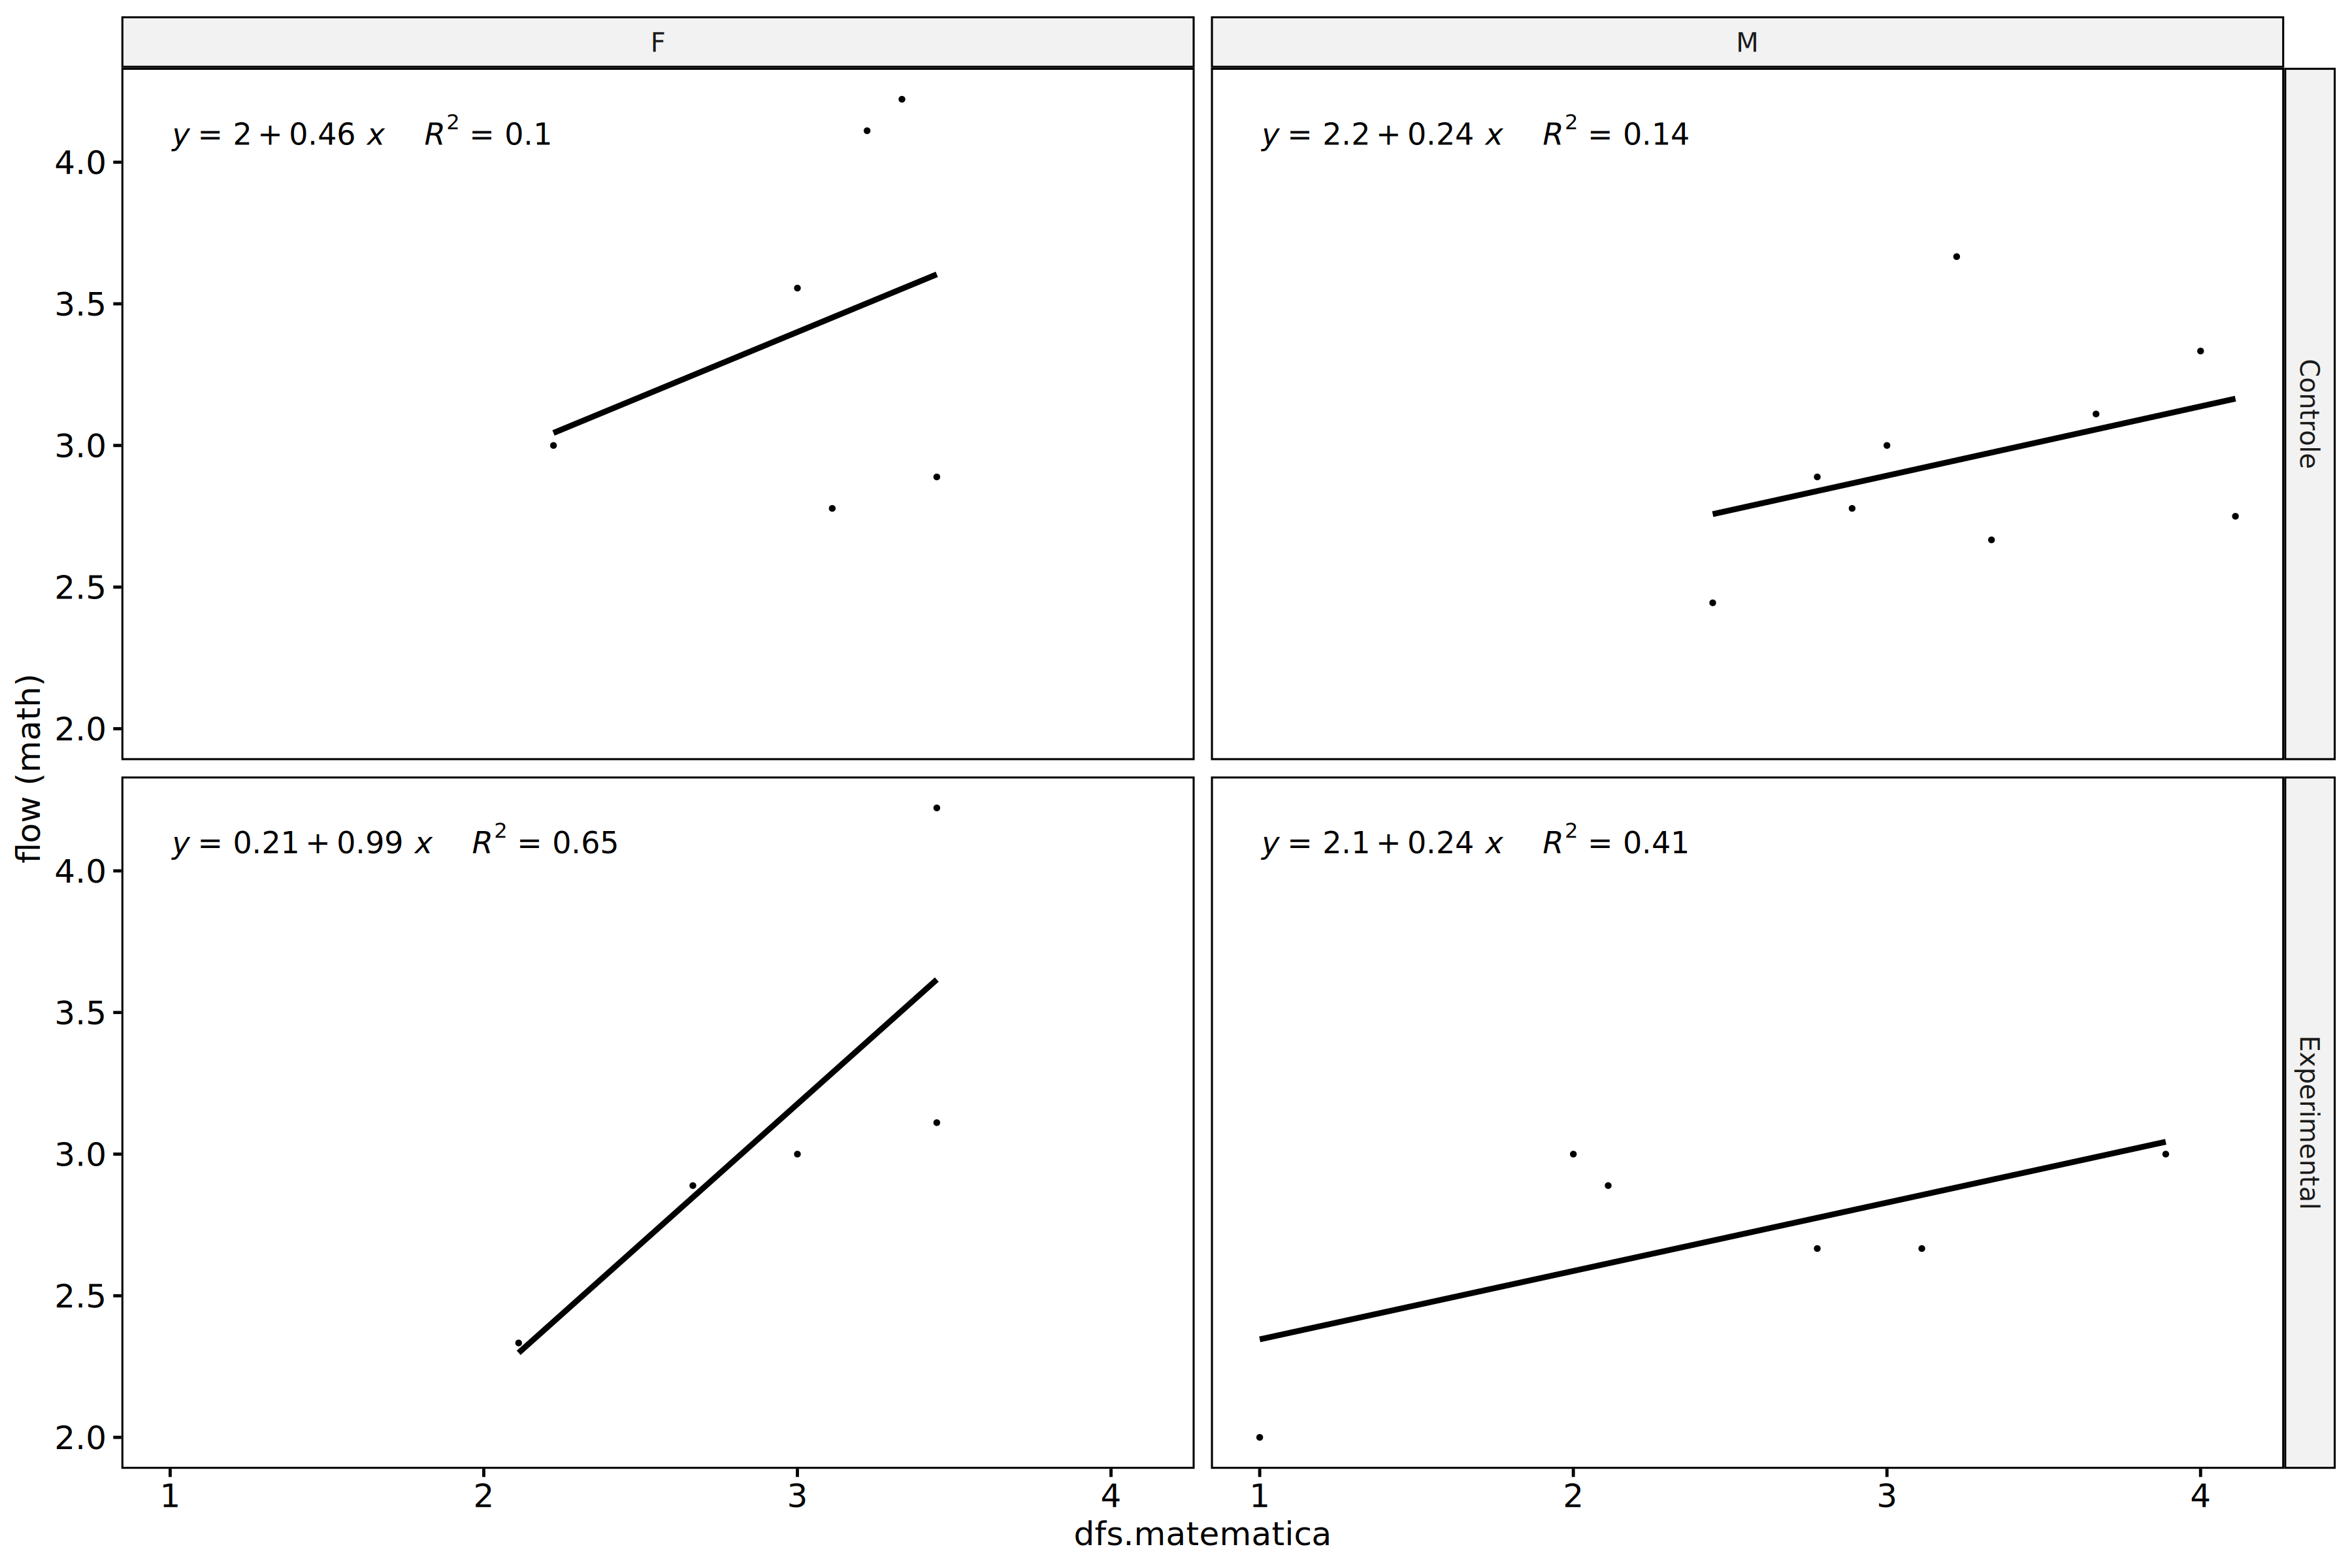 F
M
y = 2 + 0.46 x R² = 0.1
y = 2.2 + 0.24 x R² = 0.14
4.0
3.5
3.0
2.5
2.0
Controle
y = 0.21 + 0.99 x R² = 0.65
y = 2.1 + 0.24 x R² = 0.41
4.0
3.5
3.0
2.5
2.0
Experimental
flow (math)
1 2 3 4
1 2 3 4
dfs.matematica